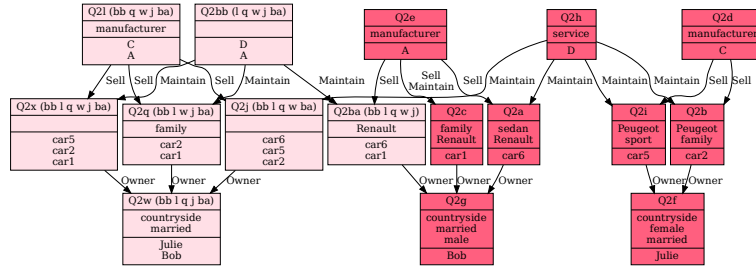 Q2l (bb q w j ba)
manufacturer
C
A
Q2bb (l q w j ba)
D
A
Q2e
manufacturer
A
Q2h
service
D
Q2d
manufacturer
C
Sell
Sell
Maintain
Sell
Maintain
Sell
Sell
Maintain
Maintain
Maintain
Maintain
Sell
Sell
Q2x (bb l q w j ba)
car5
car2
car1
Q2q (bb l w j ba)
family
car2
car1
Q2j (bb l q w ba)
car6
car5
car2
Q2ba (bb l q w j)
Renault
car6
car1
Q2c
family
Renault
car1
Q2a
sedan
Renault
car6
Q2i
Peugeot
sport
car5
Q2b
Peugeot
family
car2
Owner
Owner
Owner
Owner
Owner
Owner
Owner
Owner
Q2w (bb l q j ba)
countryside
married
Julie
Bob
Q2g
countryside
married
male
Bob
Q2f
countryside
female
married
Julie